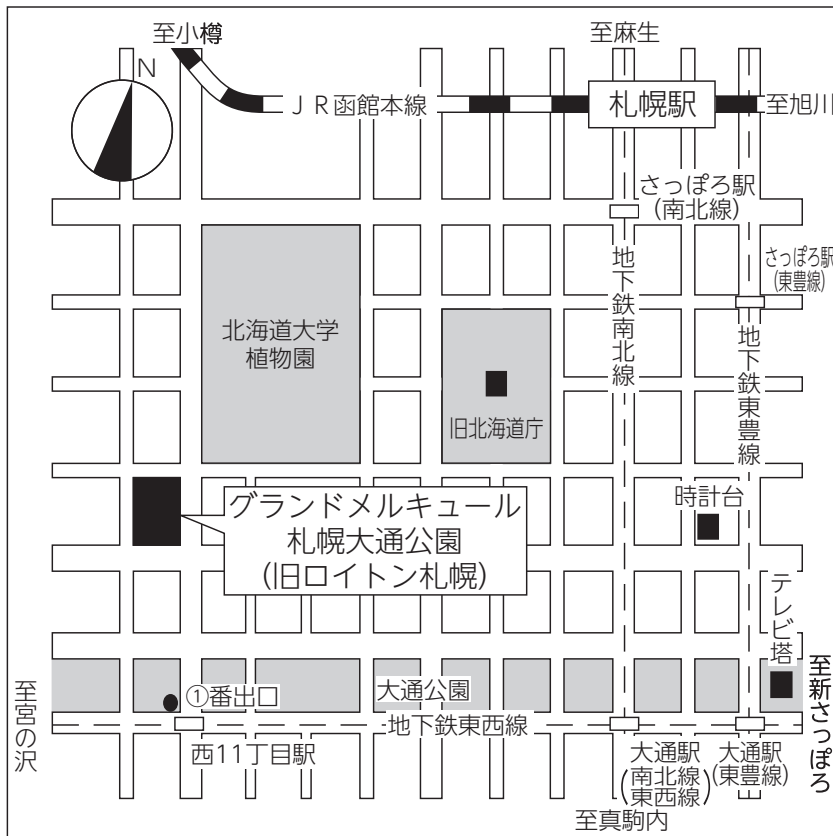 至小樽
至麻生
N
JR函館本線
札幌駅
至旭川
さっぽろ駅
(南北線)
さっぽろ駅
(東豊線)
地下鉄南北線
地下鉄東豊線
北海道大学
植物園
旧北海道庁
グランドメルキュール
札幌大通公園
(旧ロイトン札幌)
時計台
テレビ塔
至宮の沢
①番出口
大通公園
至新さっぽろ
地下鉄東西線
西11丁目駅
大通駅
(南北線
東西線)
大通駅
(東豊線)
至真駒内